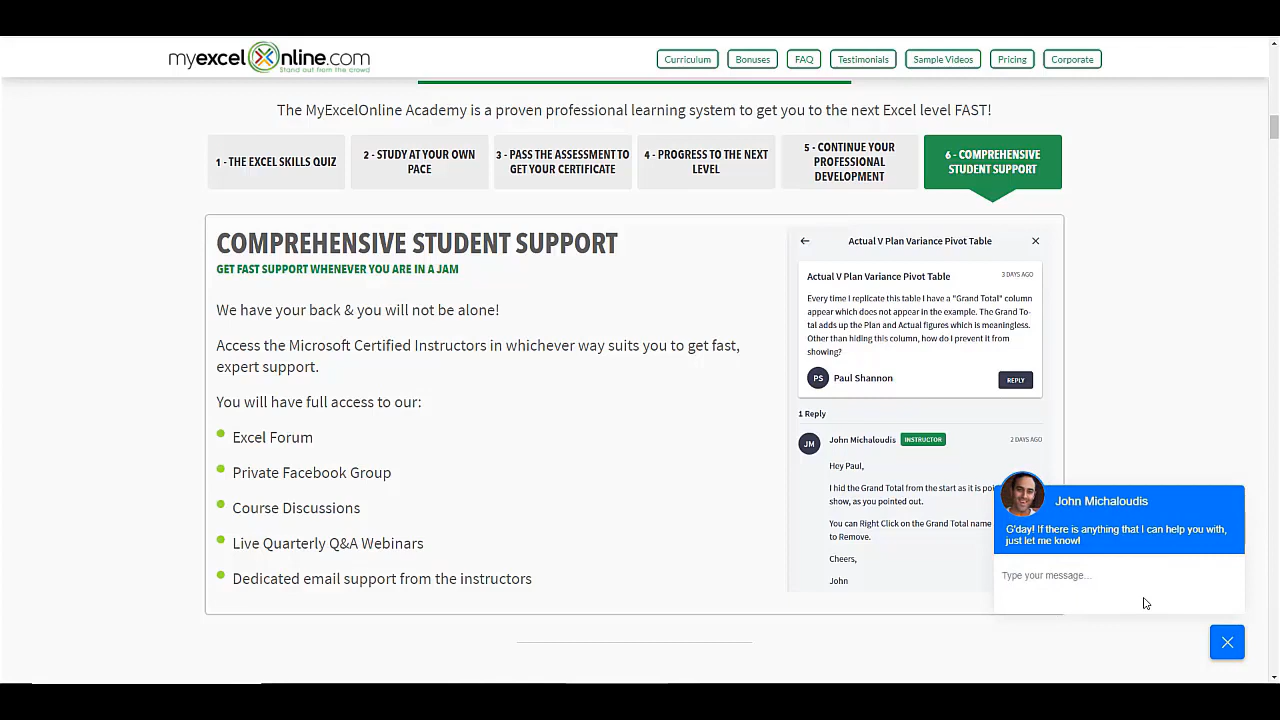 myexcelonline.com
Stand out from the crowd
Curriculum
Bonuses
FAQ
Testimonials
Sample Videos
Pricing
Corporate
The MyExcelOnline Academy is a proven professional learning system to get you to the next Excel level FAST!
1 - THE EXCEL SKILLS QUIZ
2 - STUDY AT YOUR OWN
PACE
3 - PASS THE ASSESSMENT TO
GET YOUR CERTIFICATE
4 - PROGRESS TO THE NEXT
LEVEL
5 - CONTINUE YOUR
PROFESSIONAL
DEVELOPMENT
6 - COMPREHENSIVE
STUDENT SUPPORT
COMPREHENSIVE STUDENT SUPPORT
GET FAST SUPPORT WHENEVER YOU ARE IN A JAM
We have your back & you will not be alone!
Access the Microsoft Certified Instructors in whichever way suits you to get fast,
expert support.
You will have full access to our:
Excel Forum
Private Facebook Group
Course Discussions
Live Quarterly Q&A Webinars
Dedicated email support from the instructors
Actual V Plan Variance Pivot Table
Actual V Plan Variance Pivot Table
3 DAYS AGO
Every time I replicate this table I have a "Grand Total" column
appear which does not appear in the example. The Grand To-
tal adds up the Plan and Actual figures which is meaningless.
Other than hiding this column, how do I prevent it from
showing?
PS
Paul Shannon
REPLY
1 Reply
JM
John Michaloudis
INSTRUCTOR
2 DAYS AGO
Hey Paul,
I hid the Grand Total from the start as it is
show, as you pointed out.
You can Right Click on the Grand Total name
to Remove.
Cheers,
John
John Michaloudis
G'day! If there is anything that I can help you with,
just let me know!
Type your message...